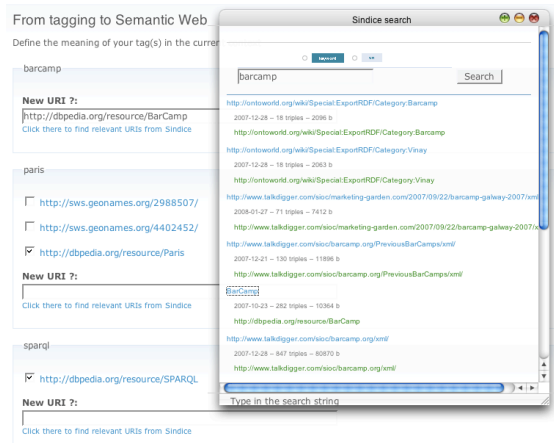 From tagging to Semantic Web
Define the meaning of your tag(s) in the curre
barcamp
New URI ?:
http://dbpedia.org/resource/BarCamp
Click there to find relevant URIs from Sindice
paris
http://sws.geonames.org/2988507/
http://sws.geonames.org/4402452/
http://dbpedia.org/resource/Paris
New URI ?:
Click there to find relevant URIs from Sindice
sparql
http://dbpedia.org/resource/SPARQL
New URI ?:
Click there to find relevant URIs from Sindice
Sindice search
keyword
barcamp
Search
http://ontoworld.org/wiki/Special:ExportRDF/Category:Barcamp
2007-12-28 -- 18 triples -- 2096 b
http://ontoworld.org/wiki/Special:ExportRDF/Category:Barcamp
http://ontoworld.org/wiki/Special:ExportRDF/Category:Vinay
2007-12-28 -- 18 triples -- 2063 b
http://ontoworld.org/wiki/Special:ExportRDF/Category:Vinay
http://www.talkdigger.com/sioc/marketing-garden.com/2007/09/22/barcamp-galway-2007/xml/
2008-01-27 -- 71 triples -- 7412 b
http://www.talkdigger.com/sioc/marketing-garden.com/2007/09/22/barcamp-galway-2007/x
http://www.talkdigger.com/sioc/barcamp.org/PreviousBarCamps/xml/
2007-12-21 -- 130 triples -- 11896 b
http://www.talkdigger.com/sioc/barcamp.org/PreviousBarCamps/xml/
BarCamp
2007-10-23 -- 282 triples -- 10364 b
http://dbpedia.org/resource/BarCamp
http://www.talkdigger.com/sioc/barcamp.org/xml/
2007-12-28 -- 847 triples -- 80870 b
http://www.talkdigger.com/sioc/barcamp.org/xml/
Type in the search string